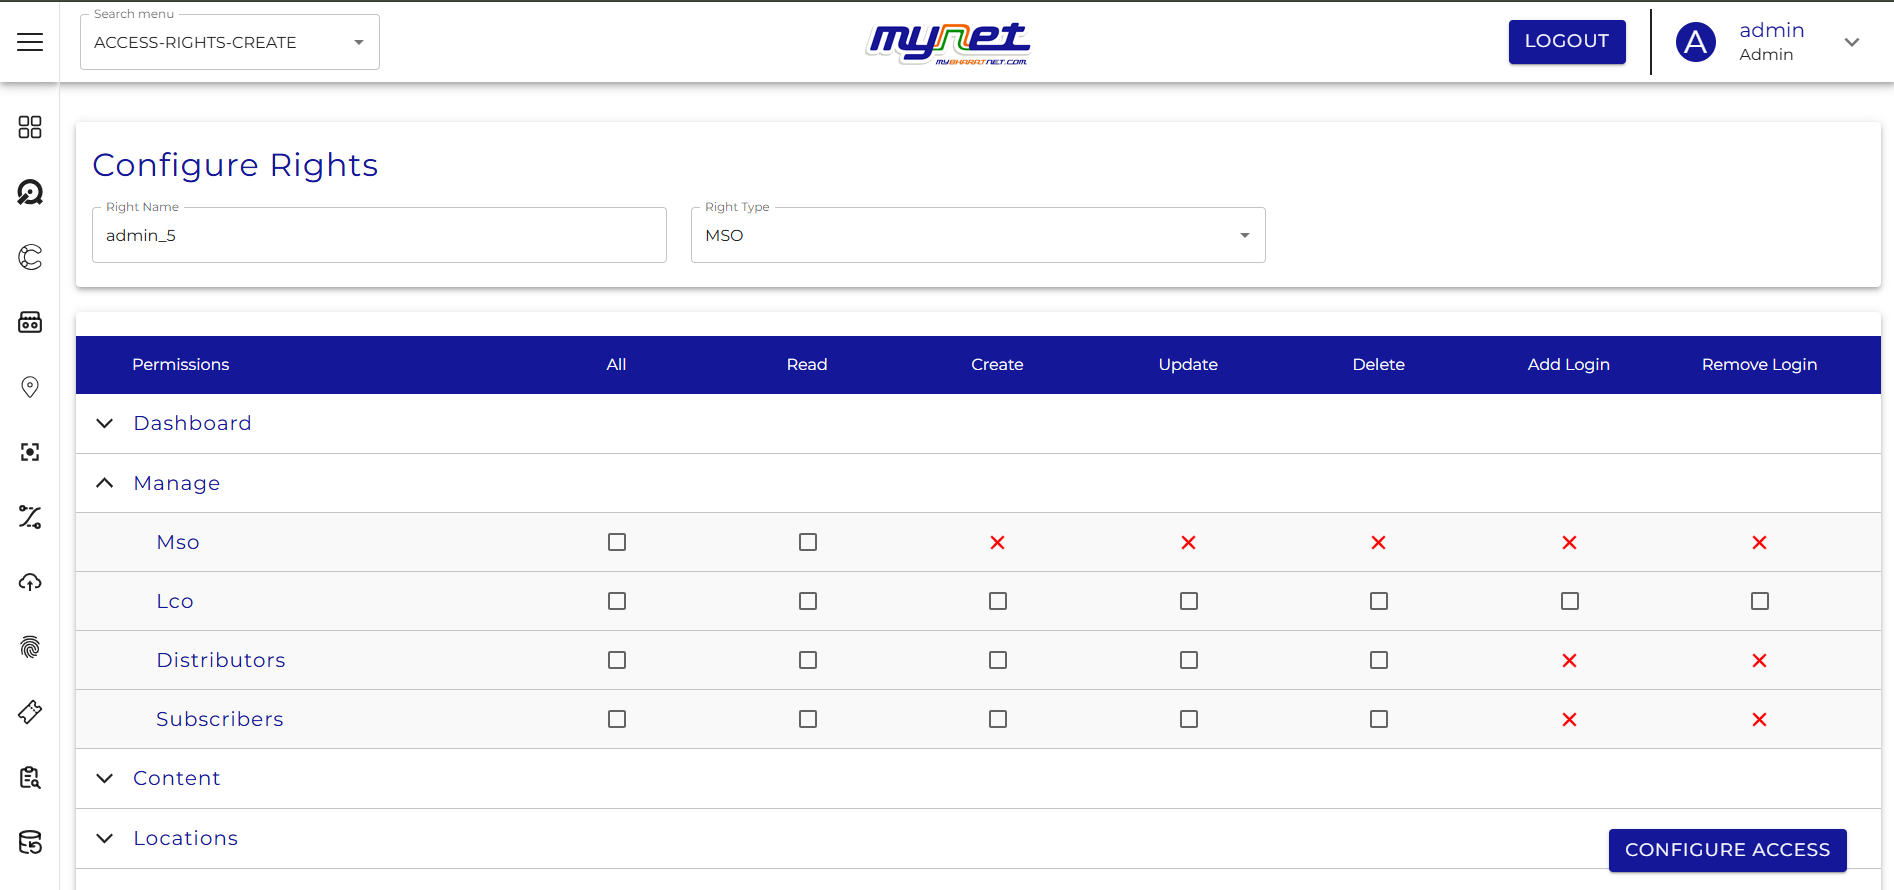 Search menu
ACCESS-RIGHTS-CREATE
mynet
MYBHARATNET.COM
LOGOUT
A
admin
Admin
Configure Rights
Right Name
admin_5
Right Type
MSO
Permissions All Read Create Update Delete Add Login Remove Login
Dashboard
Manage
Mso
Lco
Distributors
Subscribers
Content
Locations
CONFIGURE ACCESS